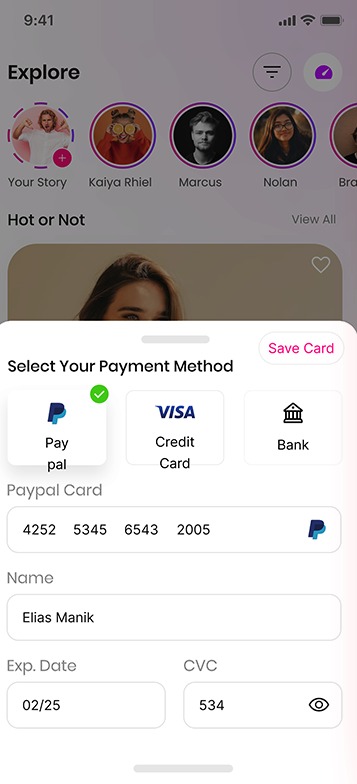 9:41
Explore
Your Story
Kaiya Rhiel
Marcus
Nolan
Bra
Hot or Not
View All
Save Card
Select Your Payment Method
Pay
pal
VISA
Credit
Card
Bank
Paypal Card
4252 5345 6543 2005
Name
Elias Manik
Exp. Date
CVC
02/25
534